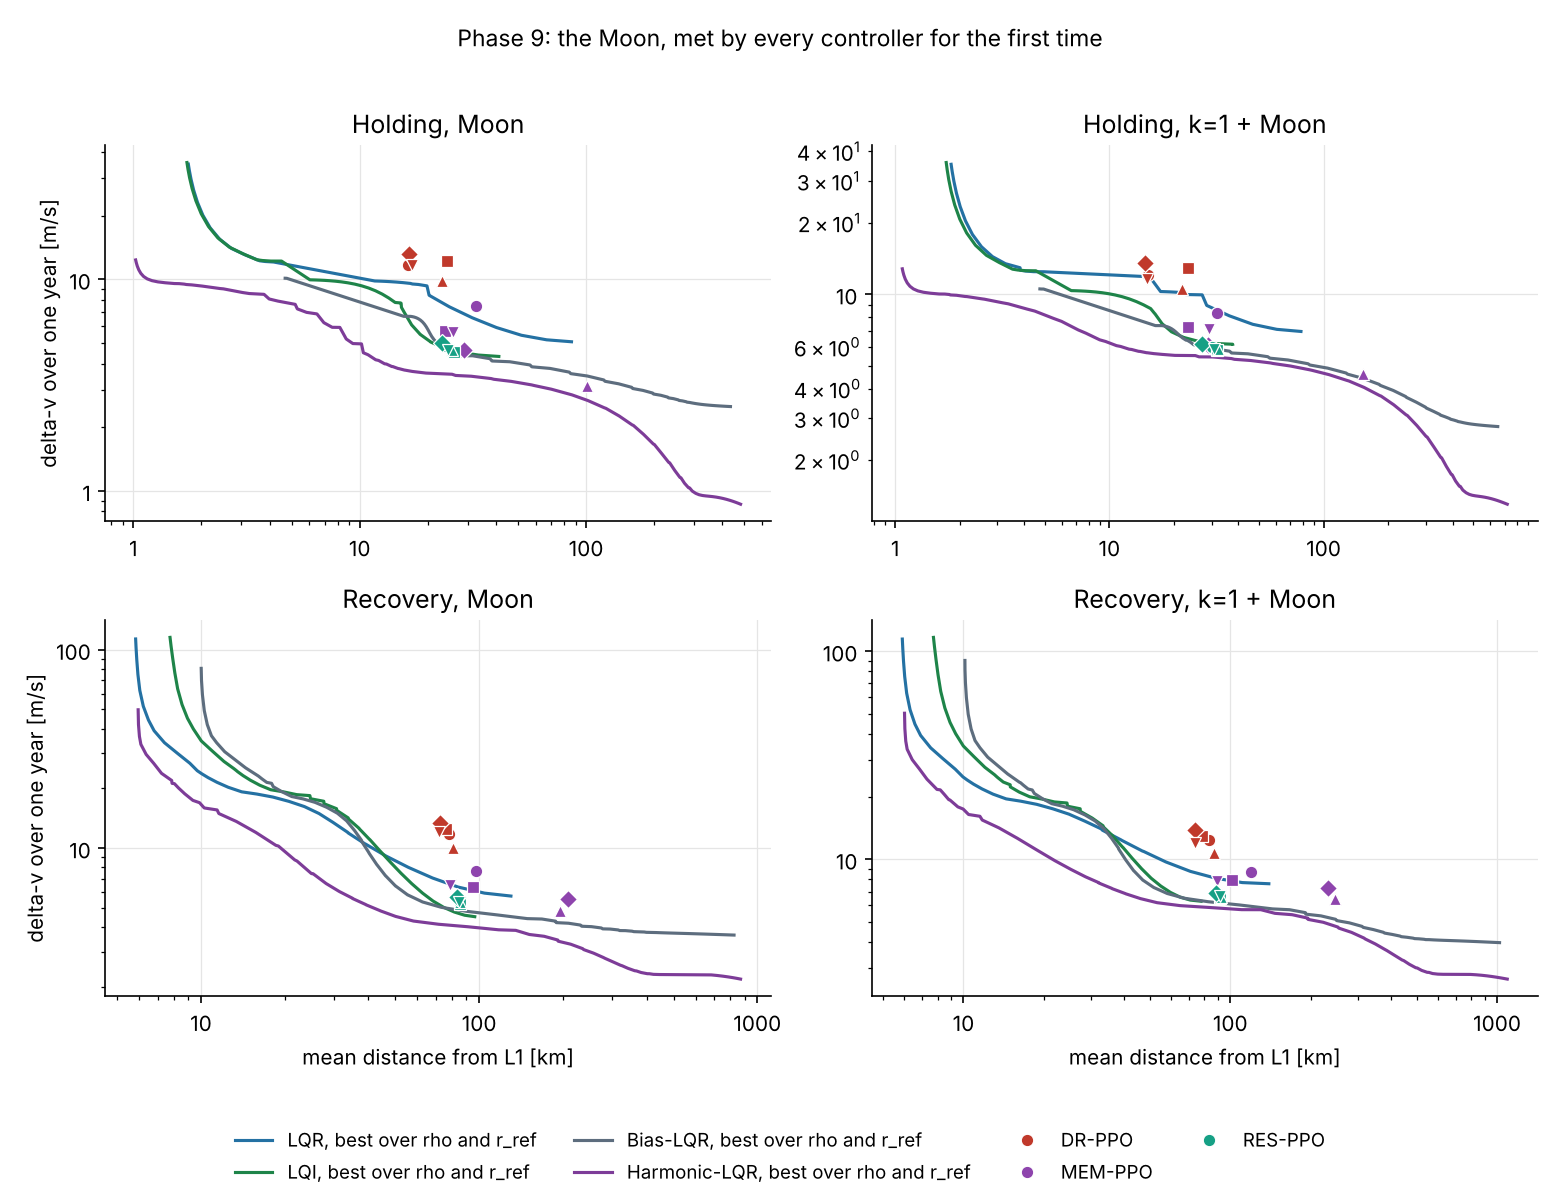 Phase 9: the Moon, met by every controller for the first time
Holding, Moon
delta-v over one year [m/s]
10
1
1
10
100
Holding, k=1 + Moon
4 × 10¹
3 × 10¹
2 × 10¹
10
6 × 10⁰
4 × 10⁰
3 × 10⁰
2 × 10⁰
1
10
100
Recovery, Moon
delta-v over one year [m/s]
100
10
10
100
1000
mean distance from L1 [km]
Recovery, k=1 + Moon
100
10
10
100
1000
mean distance from L1 [km]
LQR, best over rho and r_ref
LQI, best over rho and r_ref
Bias-LQR, best over rho and r_ref
Harmonic-LQR, best over rho and r_ref
DR-PPO
MEM-PPO
RES-PPO